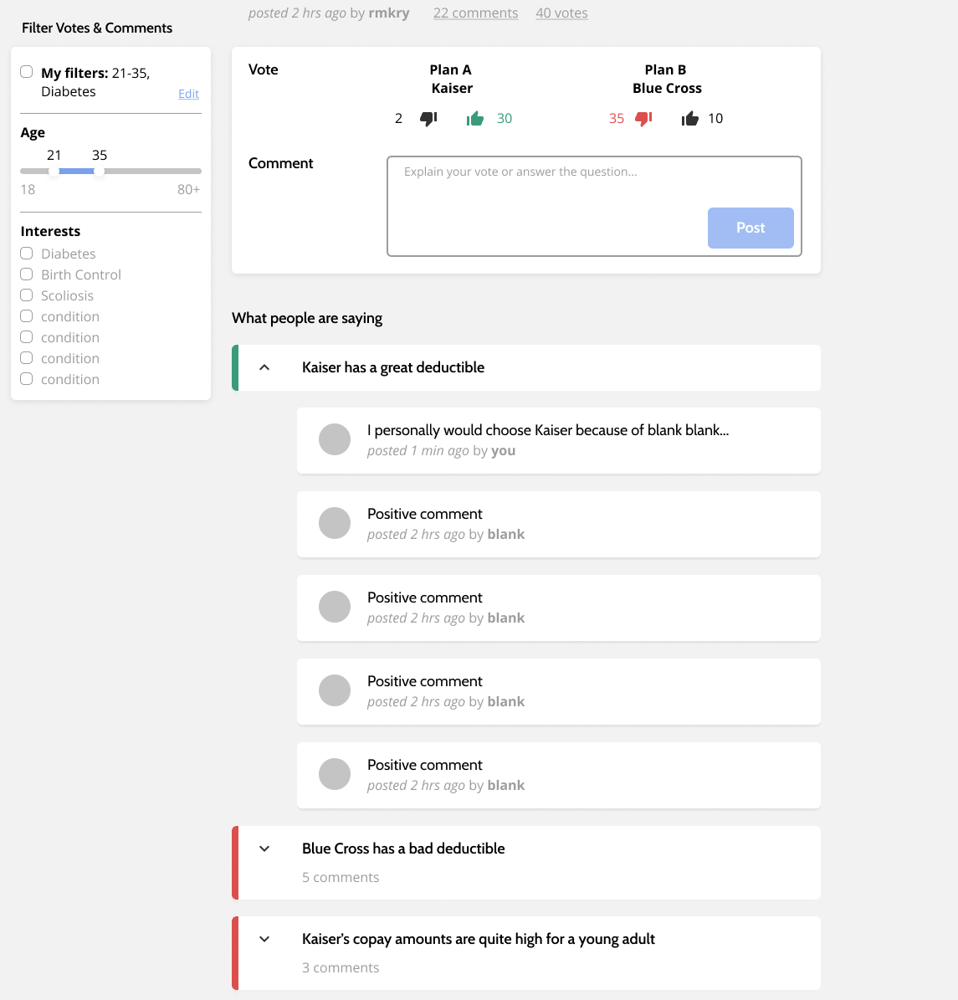 posted 2 hrs ago by rmkry 22 comments 40 votes
Filter Votes & Comments
My filters: 21-35,
Diabetes
Edit
Age
21 35
18 80+
Interests
Diabetes
Birth Control
Scoliosis
condition
condition
condition
condition
Vote
Plan A
Kaiser
2 30
Plan B
Blue Cross
35 10
Comment
Explain your vote or answer the question...
Post
What people are saying
Kaiser has a great deductible
I personally would choose Kaiser because of blank blank...
posted 1 min ago by you
Positive comment
posted 2 hrs ago by blank
Positive comment
posted 2 hrs ago by blank
Positive comment
posted 2 hrs ago by blank
Positive comment
posted 2 hrs ago by blank
Blue Cross has a bad deductible
5 comments
Kaiser’s copay amounts are quite high for a young adult
3 comments